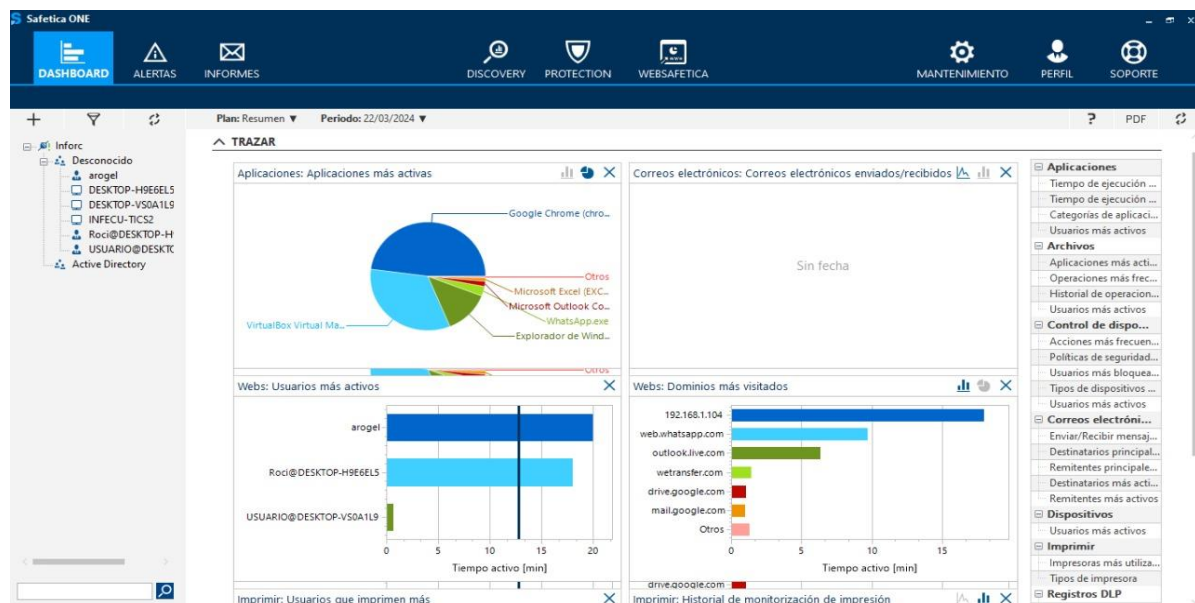 Safetica ONE
DASHBOARD
ALERTAS
INFORMES
DISCOVERY
PROTECTION
WEBSAFETICA
MANTENIMIENTO
PERFIL
SOPORTE
Plan: Resumen ▼ Periodo: 22/03/2024 ▼
? PDF
Inforc
Desconocido
arogel
DESKTOP-H9E6EL5
DESKTOP-VS0A1L9
INFECU-TICS2
Roci@DESKTOP-H
USUARIO@DESKTO
Active Directory
TRAZAR
Aplicaciones: Aplicaciones más activas
Google Chrome (chro...
Otros
Microsoft Excel (EXC...
Microsoft Outlook Co...
WhatsApp.exe
Explorador de Wind...
VirtualBox Virtual Ma...
Otros
Correos electrónicos: Correos electrónicos enviados/recibidos
Sin fecha
Webs: Usuarios más activos
arogel
Roci@DESKTOP-H9E6EL5
USUARIO@DESKTOP-VS0A1L9
0 5 10 15 20
Tiempo activo [min]
Webs: Dominios más visitados
192.168.1.104
web.whatsapp.com
outlook.live.com
wetransfer.com
drive.google.com
mail.google.com
Otros
0 5 10 15
Tiempo activo [min]
drive.google.com
Imprimir: Usuarios que imprimen más
Imprimir: Historial de monitorización de impresión
Aplicaciones
Tiempo de ejecución ...
Tiempo de ejecución ...
Categorías de aplicaci...
Usuarios más activos
Archivos
Aplicaciones más acti...
Operaciones más frec...
Historial de operacion...
Usuarios más activos
Control de dispo...
Acciones más frecuen...
Políticas de seguridad...
Usuarios más bloquea...
Tipos de dispositivos ...
Usuarios más activos
Correos electróni...
Enviar/Recibir mensaj...
Destinatarios principal...
Remitentes principale...
Destinatarios más acti...
Remitentes más activos
Dispositivos
Usuarios más activos
Imprimir
Impresoras más utiliza...
Tipos de impresora
Registros DLP